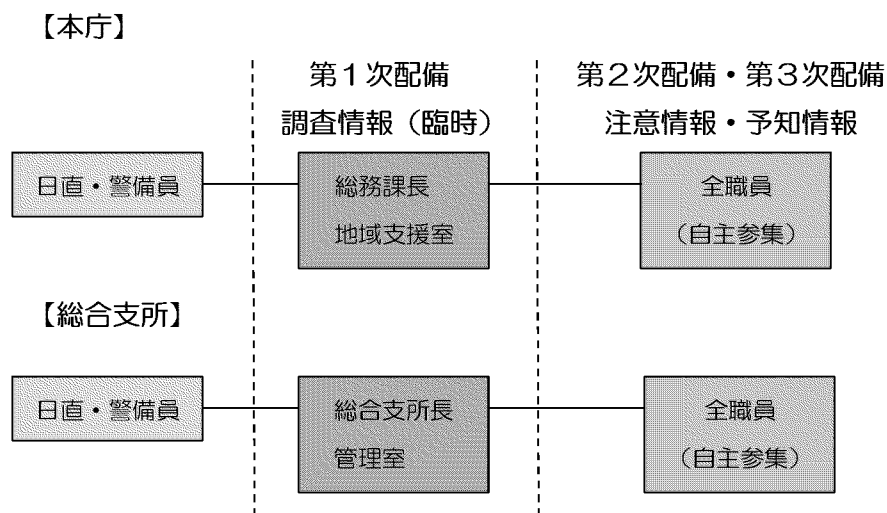 【本庁】
第１次配備
調査情報（臨時）
第２次配備・第３次配備
注意情報・予知情報
日直・警備員
総務課長
地域支援室
全職員
（自主参集）
【総合支所】
日直・警備員
総合支所長
管理室
全職員
（自主参集）